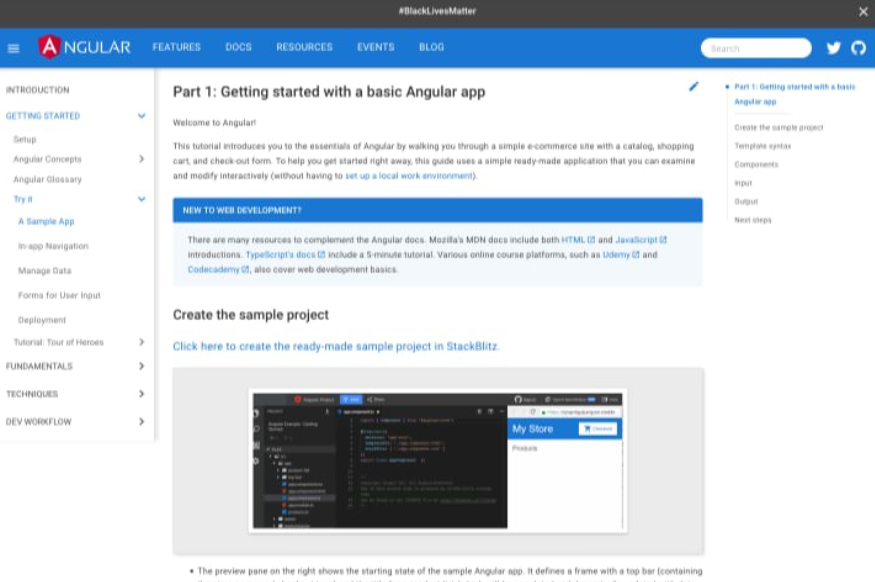 #BlackLivesMatter
ANGULAR FEATURES DOCS RESOURCES EVENTS BLOG Search
INTRODUCTION
GETTING STARTED
Setup
Angular Concepts
Angular Glossary
Try it
A Sample App
In-app Navigation
Manage Data
Forms for User Input
Deployment
Tutorial: Tour of Heroes
FUNDAMENTALS
TECHNIQUES
DEV WORKFLOW
Part 1: Getting started with a basic Angular app
Welcome to Angular!
This tutorial introduces you to the essentials of Angular by walking you through a simple e-commerce site with a catalog, shopping
cart, and check-out form. To help you get started right away, this guide uses a simple ready-made application that you can examine
and modify interactively (without having to set up a local work environment).
NEW TO WEB DEVELOPMENT?
There are many resources to complement the Angular docs. Mozilla's MDN docs include both HTML and JavaScript
introductions. TypeScript's docs include a 5-minute tutorial. Various online course platforms, such as Udemy and
Codecademy, also cover web development basics.
Create the sample project
Click here to create the ready-made sample project in StackBlitz.
My Store
Checkout
Products
• The preview pane on the right shows the starting state of the sample Angular app. It defines a frame with a top bar (containing
Part 1: Getting started with a basic
Angular app
Create the sample project
Template syntax
Components
Input
Output
Next steps